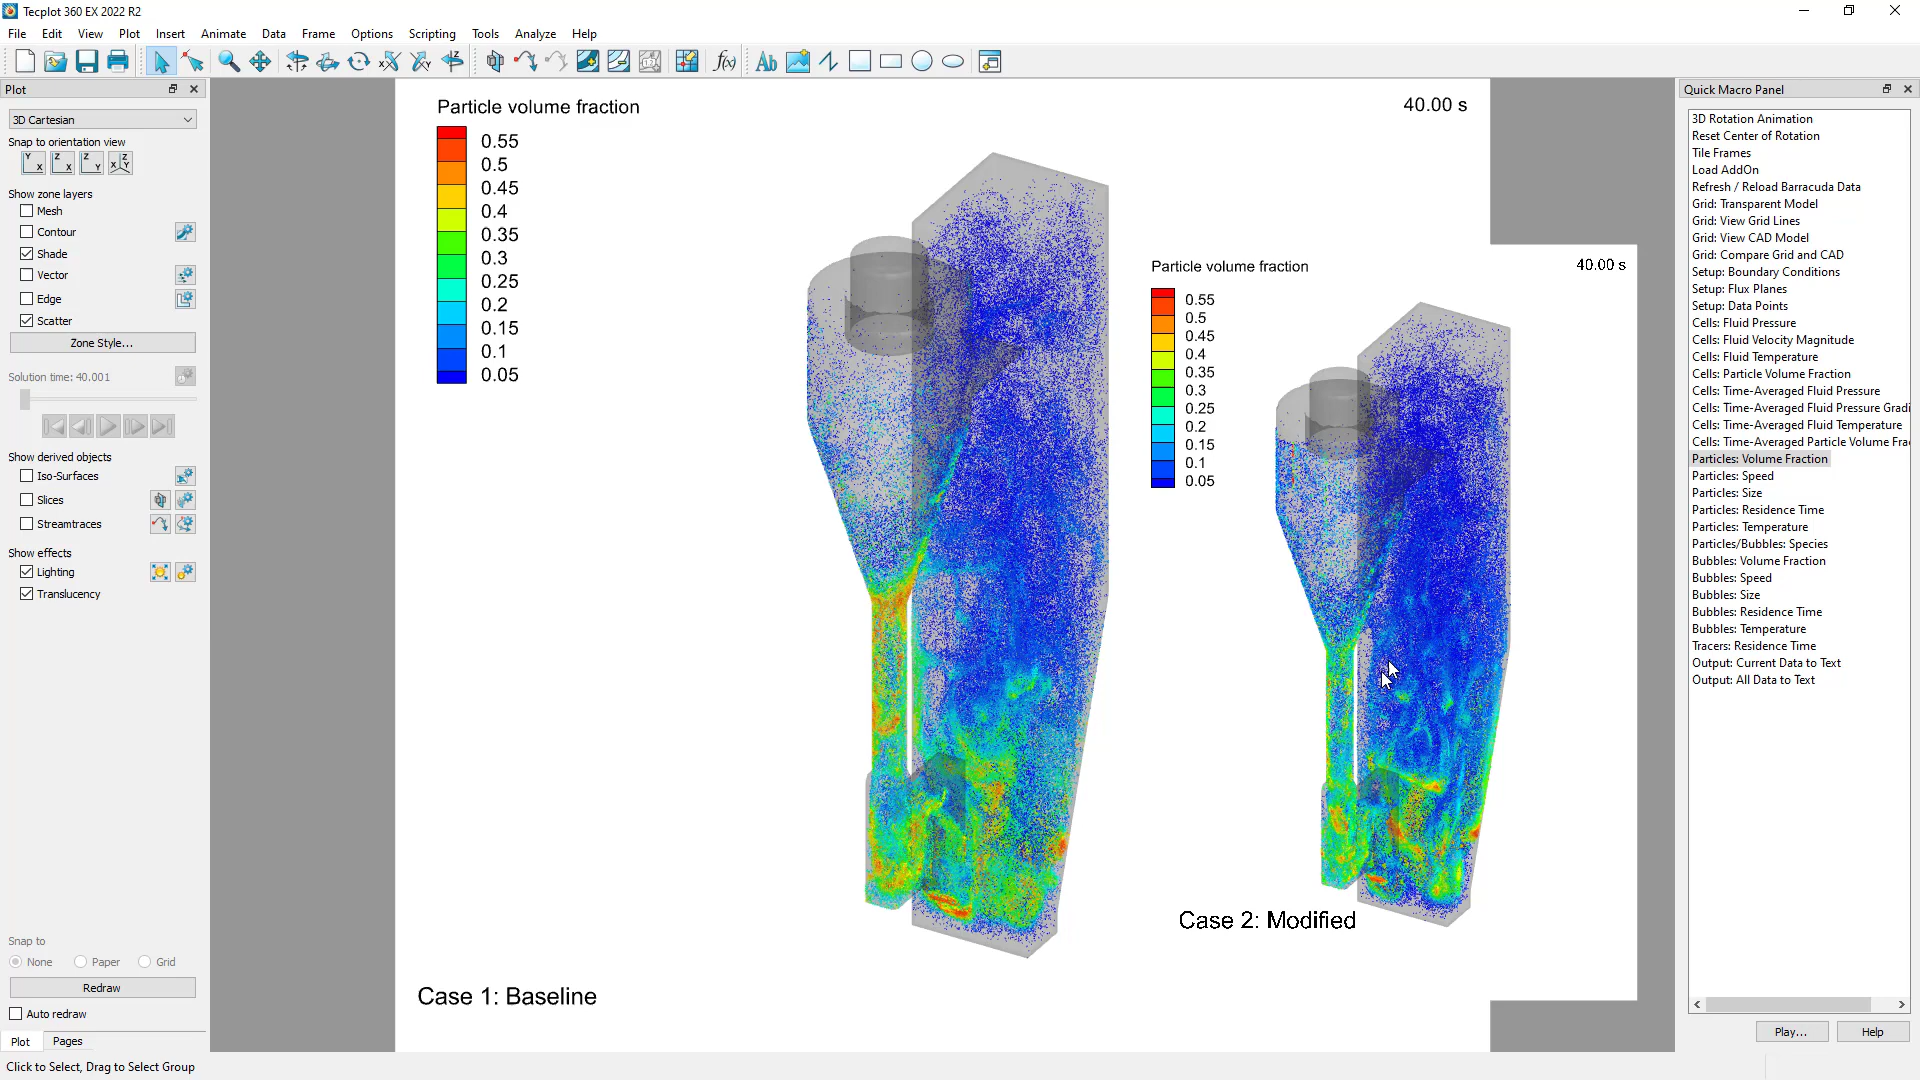 Tecplot 360 EX 2022 R2
File Edit View Plot Insert Animate Data Frame Options Scripting Tools Analyze Help
Plot
3D Cartesian
Snap to orientation view
Show zone layers
Mesh
Contour
Shade
Vector
Edge
Scatter
Zone Style...
Solution time: 40.001
Show derived objects
Iso-Surfaces
Slices
Streamtraces
Show effects
Lighting
Translucency
Snap to
None Paper Grid
Redraw
Auto redraw
Plot Pages
Click to Select, Drag to Select Group
Particle volume fraction
40.00 s
0.55
0.5
0.45
0.4
0.35
0.3
0.25
0.2
0.15
0.1
0.05
Case 1: Baseline
Particle volume fraction
40.00 s
0.55
0.5
0.45
0.4
0.35
0.3
0.25
0.2
0.15
0.1
0.05
Case 2: Modified
Quick Macro Panel
3D Rotation Animation
Reset Center of Rotation
Tile Frames
Load AddOn
Refresh / Reload Barracuda Data
Grid: Transparent Model
Grid: View Grid Lines
Grid: View CAD Model
Grid: Compare Grid and CAD
Setup: Boundary Conditions
Setup: Flux Planes
Setup: Data Points
Cells: Fluid Pressure
Cells: Fluid Velocity Magnitude
Cells: Fluid Temperature
Cells: Particle Volume Fraction
Cells: Time-Averaged Fluid Pressure
Cells: Time-Averaged Fluid Pressure Gradi
Cells: Time-Averaged Fluid Temperature
Cells: Time-Averaged Particle Volume Fra
Particles: Volume Fraction
Particles: Speed
Particles: Size
Particles: Residence Time
Particles: Temperature
Particles/Bubbles: Species
Bubbles: Volume Fraction
Bubbles: Speed
Bubbles: Size
Bubbles: Residence Time
Bubbles: Temperature
Tracers: Residence Time
Output: Current Data to Text
Output: All Data to Text
Play... Help